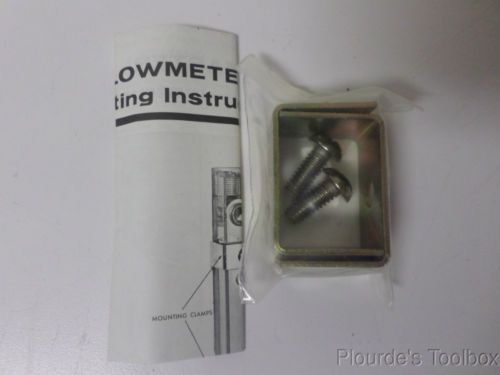 LOWMETE
ting Instru
MOUNTING CLAMPS
Plourde's Toolbox